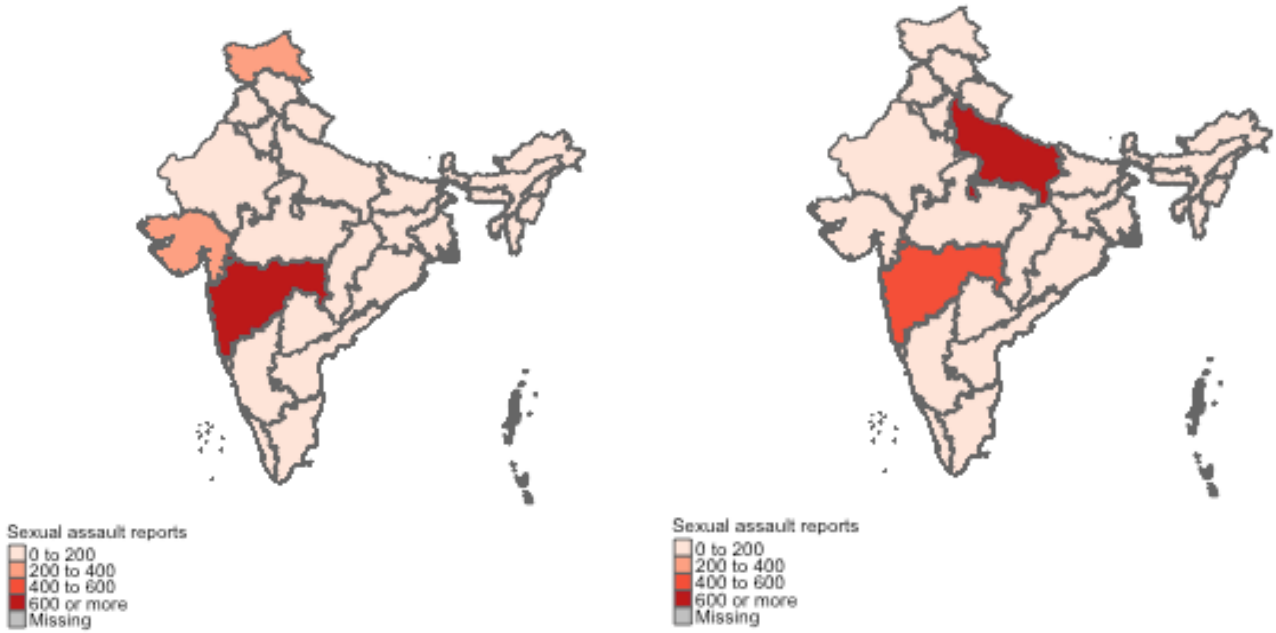 Sexual assault reports
0 to 200
200 to 400
400 to 600
600 or more
Missing
Sexual assault reports
0 to 200
200 to 400
400 to 600
600 or more
Missing